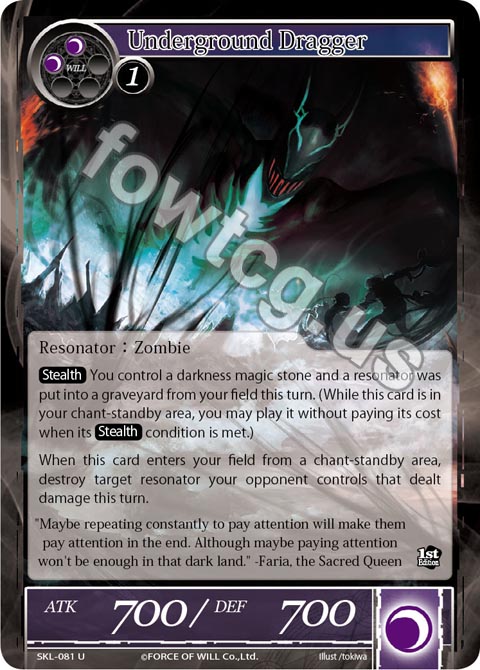 Underground Dragger
WILL
1
Resonator : Zombie
Stealth You control a darkness magic stone and a resonator was
put into a graveyard from your field this turn. (While this card is in
your chant-standby area, you may play it without paying its cost
when its Stealth condition is met.)
When this card enters your field from a chant-standby area,
destroy target resonator your opponent controls that dealt
damage this turn.
"Maybe repeating constantly to pay attention will make them
pay attention in the end. Although maybe paying attention
won't be enough in that dark land." -Faria, the Sacred Queen
1st
Edition
ATK 700 / DEF 700
SKL-081 U ©FORCE OF WILL Co.,Ltd. Illust /tokiwa
fowtcg.us